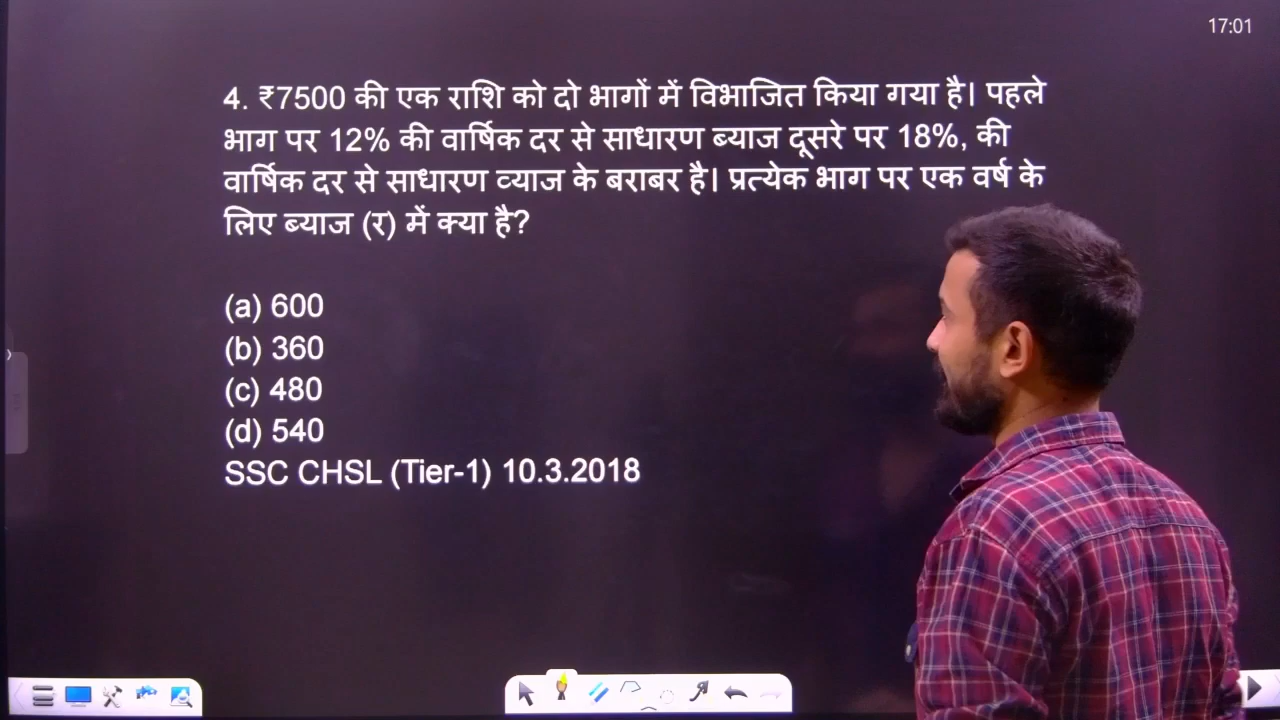 17:01
4. ₹7500 की एक राशि को दो भागों में विभाजित किया गया है। पहले
भाग पर 12% की वार्षिक दर से साधारण ब्याज दूसरे पर 18%, की
वार्षिक दर से साधारण व्याज के बराबर है। प्रत्येक भाग पर एक वर्ष के
लिए ब्याज (र) में क्या है?
(a) 600
(b) 360
(c) 480
(d) 540
SSC CHSL (Tier-1) 10.3.2018